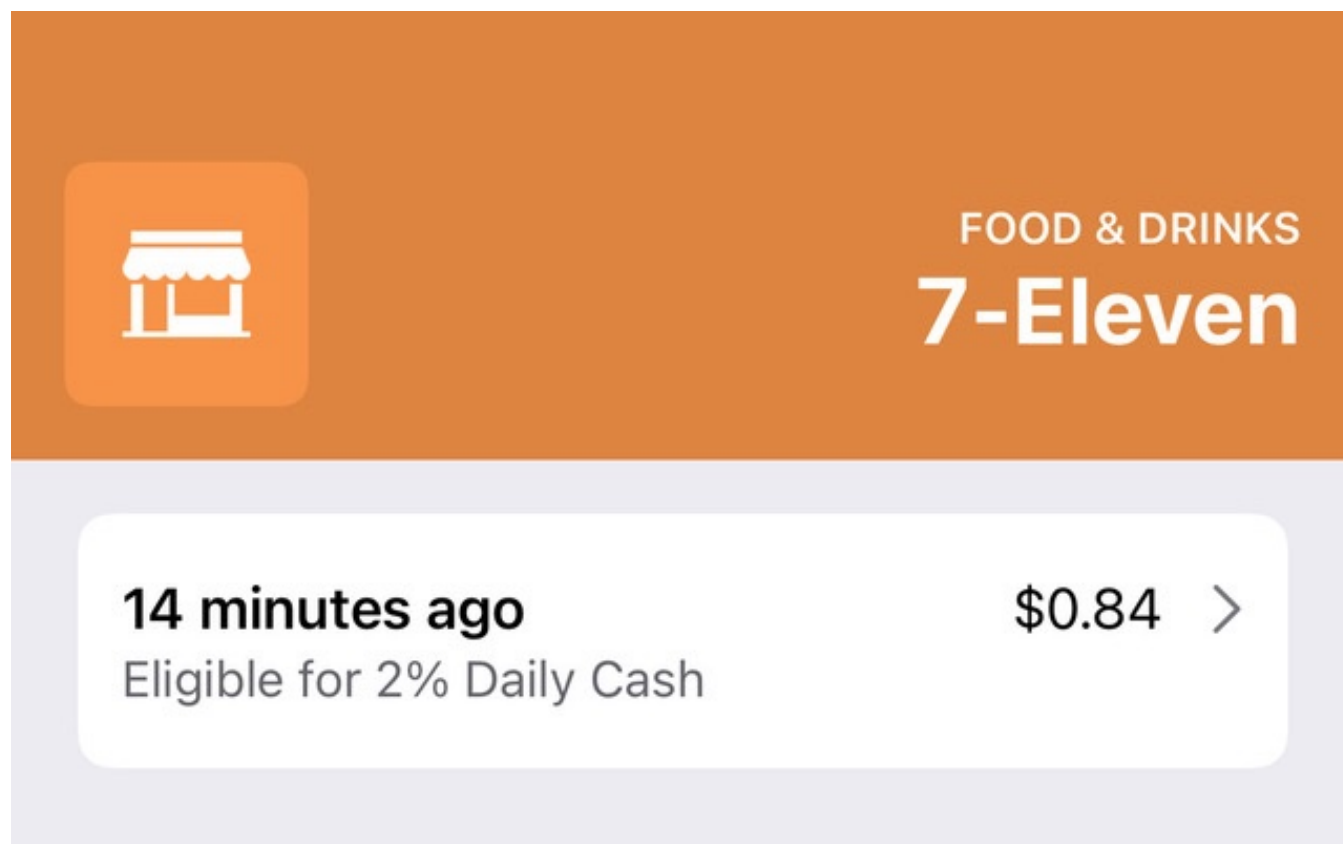 FOOD & DRINKS
7-Eleven
14 minutes ago
$0.84
Eligible for 2% Daily Cash